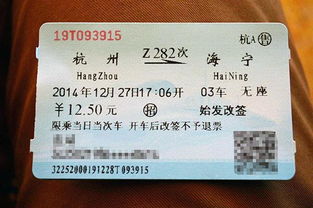 19T093915 杭A售
杭州 Z282次 海宁
HangZhou HaiNing
2014年12月27日17:06开 03车 无座
¥12.50元 招 始发改签
限乘当日当次车 开车后改签不予退票
32252000191228T093915